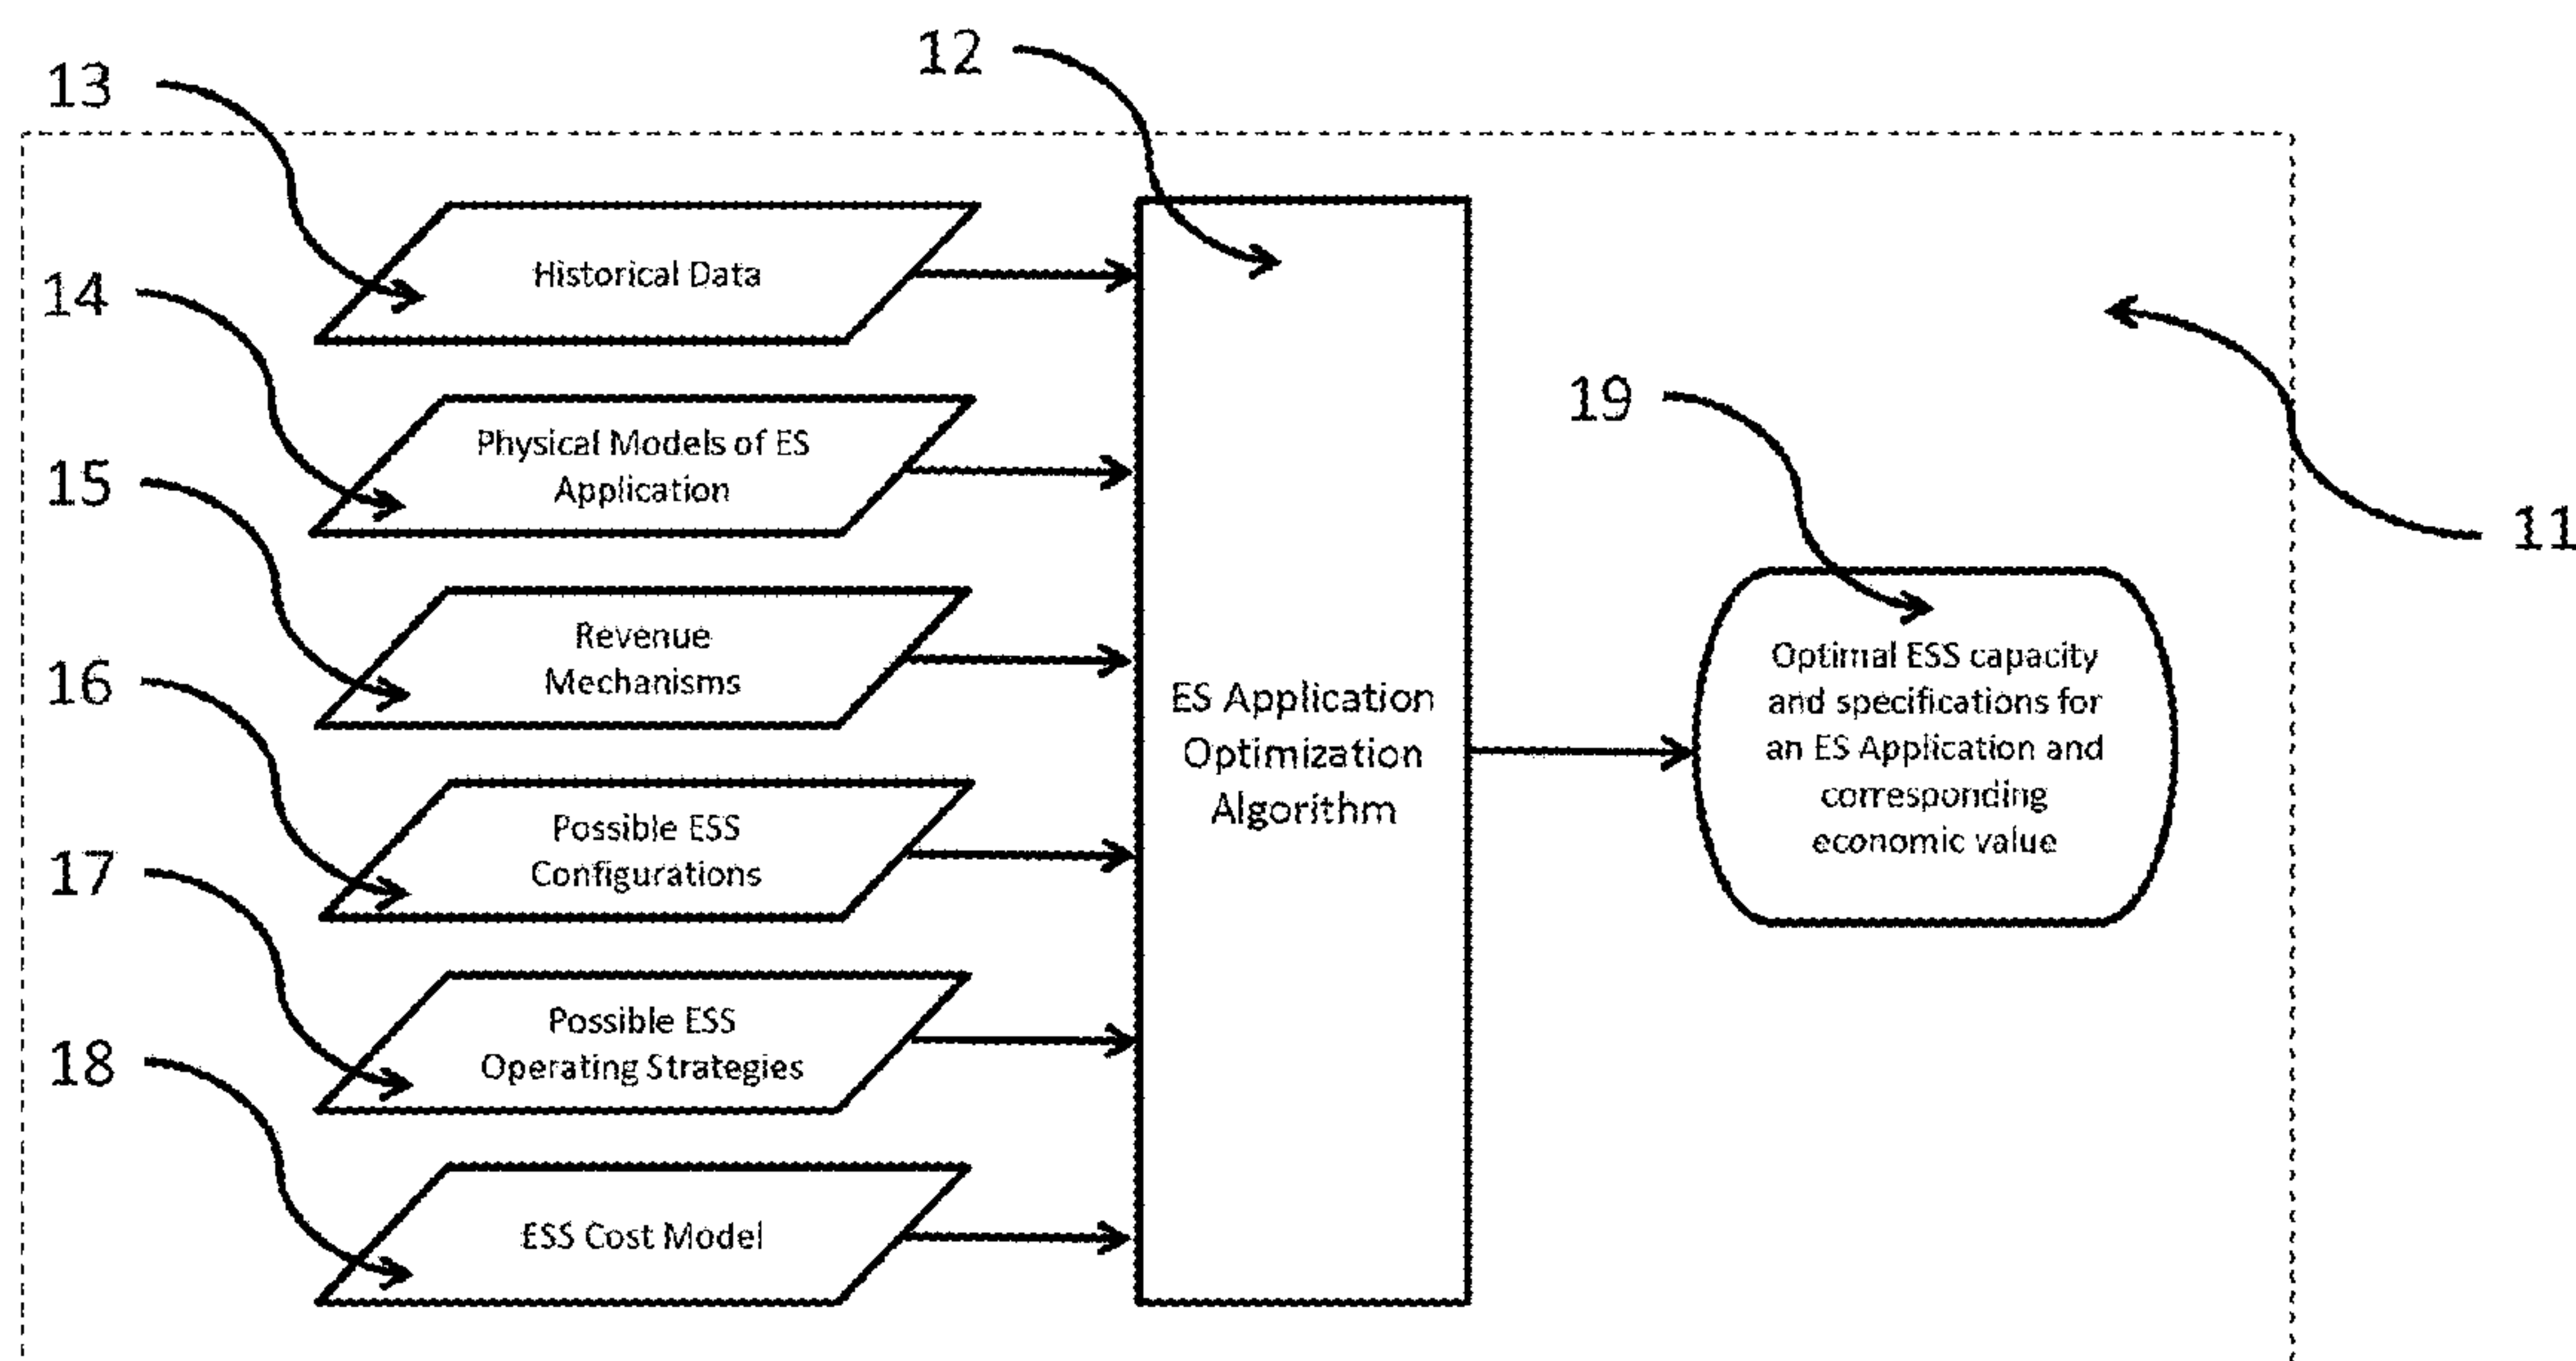 12
13
Historical Data
14
Physical Models of ES
Application
15
Revenue
Mechanisms
16
Possible ESS
Configurations
17
Possible ESS
Operating Strategies
18
ESS Cost Model
ES Application
Optimization
Algorithm
11
19
Optimal ESS capacity
and specifications for
an ES Application and
corresponding
economic value